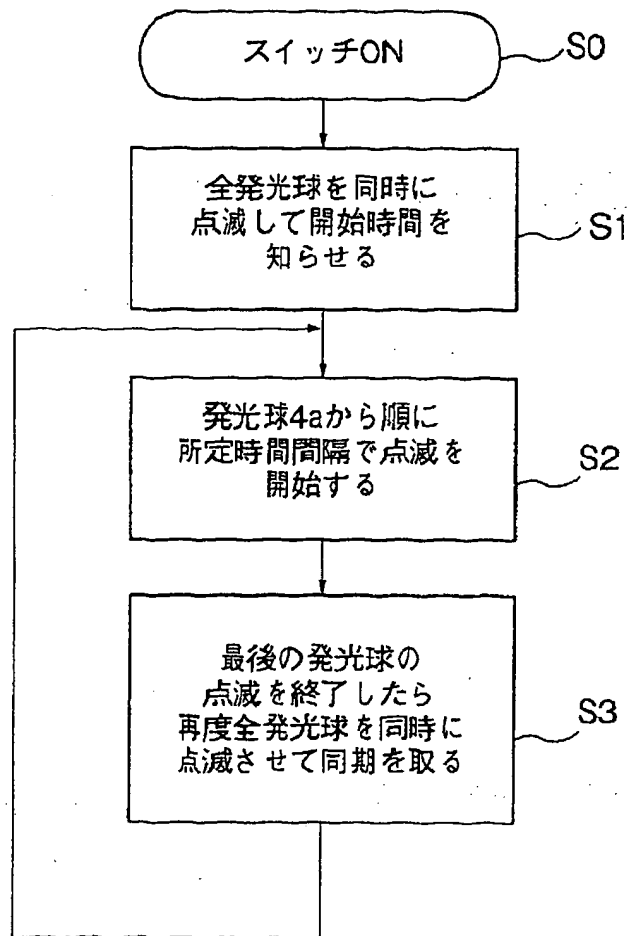 スイッチON
S0
全発光球を同時に
点滅して開始時間を
知らせる
S1
発光球4aから順に
所定時間間隔で点滅を
開始する
S2
最後の発光球の
点滅を終了したら
再度全発光球を同時に
点滅させて同期を取る
S3